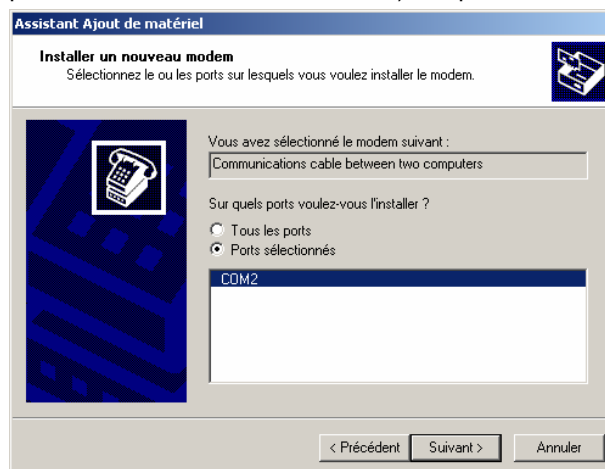 Assistant Ajout de matériel
Installer un nouveau modem
Sélectionnez le ou les ports sur lesquels vous voulez installer le modem.
Vous avez sélectionné le modem suivant :
Communications cable between two computers
Sur quels ports voulez-vous l'installer ?
Tous les ports
Ports sélectionnés
COM2
< Précédent Suivant > Annuler